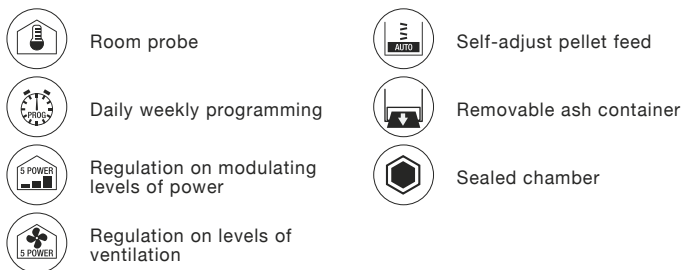 Room probe
PROG
Daily weekly programming
5 POWER
Regulation on modulating
levels of power
5 POWER
Regulation on levels of
ventilation
AUTO
Self-adjust pellet feed
Removable ash container
Sealed chamber